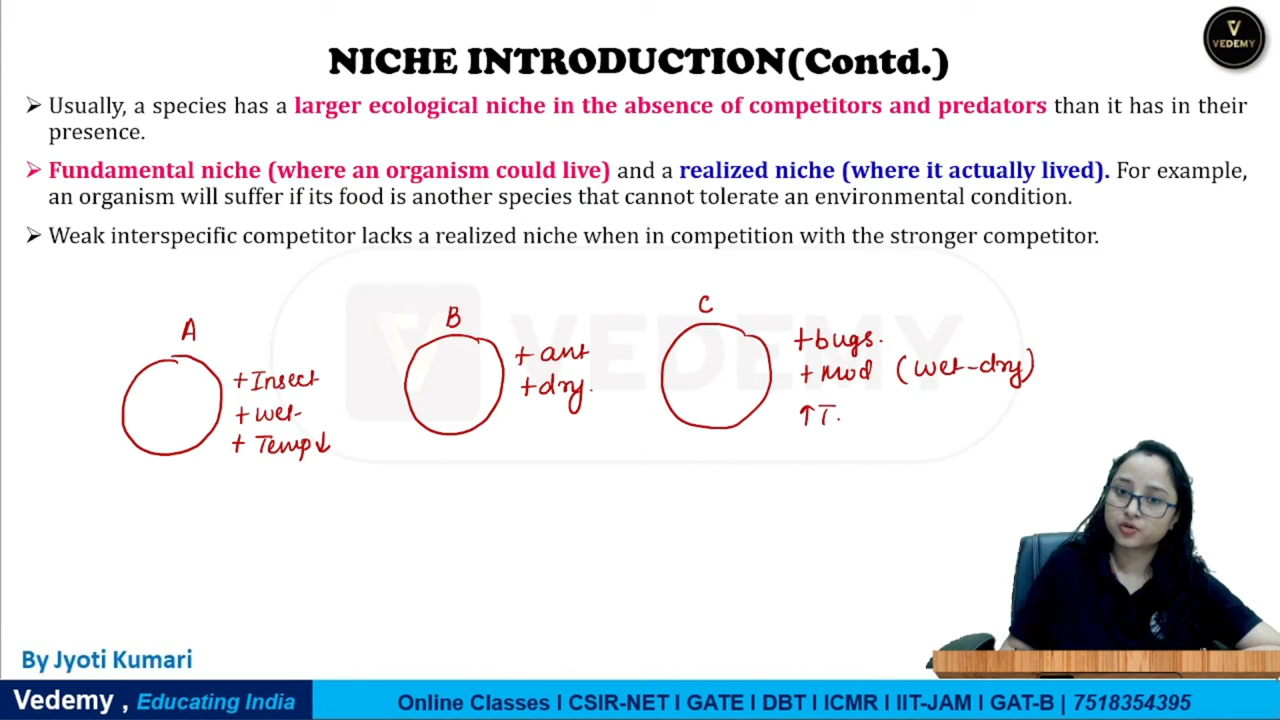 VEDEMY
NICHE INTRODUCTION(Contd.)
➢ Usually, a species has a larger ecological niche in the absence of competitors and predators than it has in their
presence.
➢ Fundamental niche (where an organism could live) and a realized niche (where it actually lived). For example,
an organism will suffer if its food is another species that cannot tolerate an environmental condition.
➢ Weak interspecific competitor lacks a realized niche when in competition with the stronger competitor.
VEDEMY
A
+ Insect
+ wet
+ Temp↓
B
+ ant
+ dry.
C
+ bugs.
+ Mod (wet-dry)
↑T.
By Jyoti Kumari
Vedemy , Educating India
Online Classes I CSIR-NET I GATE I DBT I ICMR I IIT-JAM I GAT-B I 7518354395